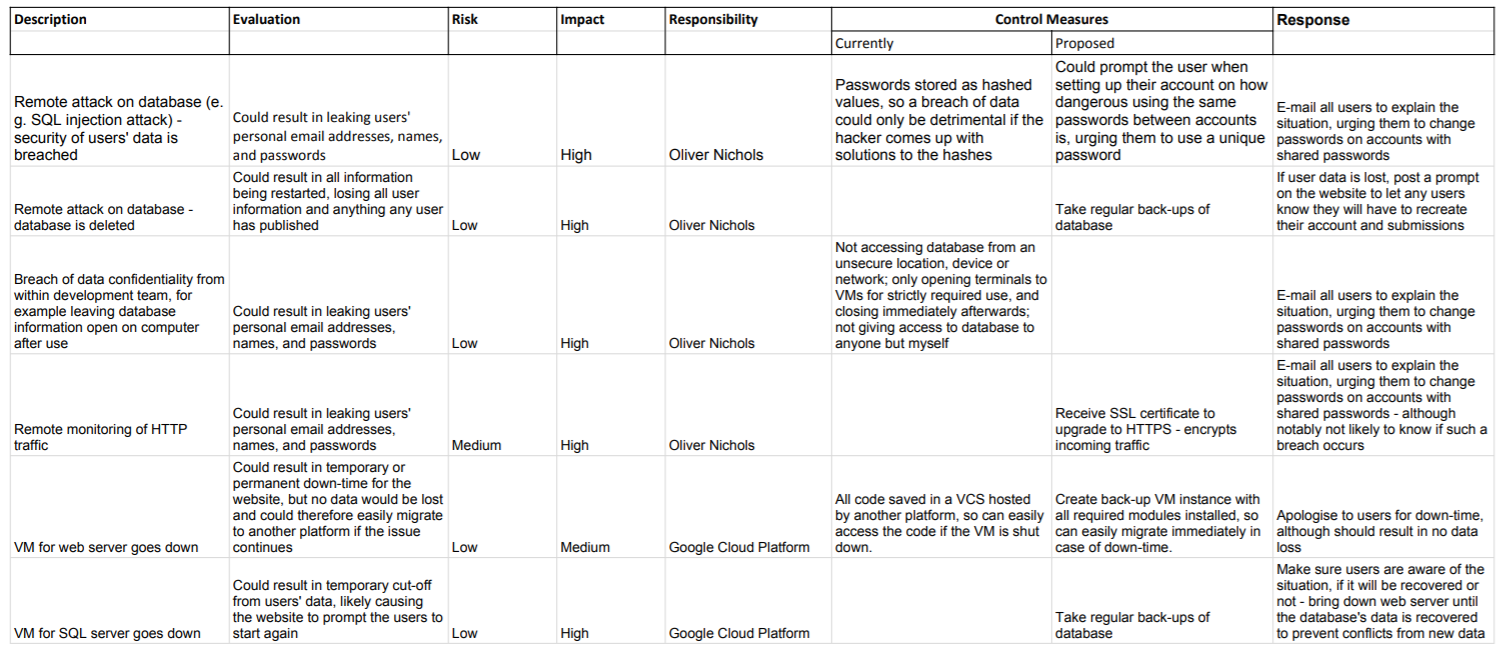 Description Evaluation Risk Impact Responsibility Control Measures Response
Currently Proposed
Remote attack on database (e.
g. SQL injection attack) -
security of users' data is
breached
Could result in leaking users'
personal email addresses, names,
and passwords
Low
High
Oliver Nichols
Passwords stored as hashed
values, so a breach of data
could only be detrimental if the
hacker comes up with
solutions to the hashes
Could prompt the user when
setting up their account on how
dangerous using the same
passwords between accounts
is, urging them to use a unique
password
E-mail all users to explain the
situation, urging them to change
passwords on accounts with
shared passwords
Remote attack on database -
database is deleted
Could result in all information
being restarted, losing all user
information and anything any user
has published
Low
High
Oliver Nichols
Take regular back-ups of
database
If user data is lost, post a prompt
on the website to let any users
know they will have to recreate
their account and submissions
Breach of data confidentiality from
within development team, for
example leaving database
information open on computer
after use
Could result in leaking users'
personal email addresses,
names, and passwords
Low
High
Oliver Nichols
Not accessing database from an
unsecure location, device or
network; only opening terminals to
VMs for strictly required use, and
closing immediately afterwards;
not giving access to database to
anyone but myself
E-mail all users to explain the
situation, urging them to change
passwords on accounts with
shared passwords
Remote monitoring of HTTP
traffic
Could result in leaking users'
personal email addresses,
names, and passwords
Medium
High
Oliver Nichols
Receive SSL certificate to
upgrade to HTTPS - encrypts
incoming traffic
E-mail all users to explain the
situation, urging them to change
passwords on accounts with
shared passwords - although
notably not likely to know if such a
breach occurs
VM for web server goes down
Could result in temporary or
permanent down-time for the
website, but no data would be lost
and could therefore easily migrate
to another platform if the issue
continues
Low
Medium
Google Cloud Platform
All code saved in a VCS hosted
by another platform, so can easily
access the code if the VM is shut
down.
Create back-up VM instance with
all required modules installed, so
can easily migrate immediately in
case of down-time.
Apologise to users for down-time,
although should result in no data
loss
VM for SQL server goes down
Could result in temporary cut-off
from users' data, likely causing
the website to prompt the users to
start again
Low
High
Google Cloud Platform
Take regular back-ups of
database
Make sure users are aware of the
situation, if it will be recovered or
not - bring down web server until
the database's data is recovered
to prevent conflicts from new data